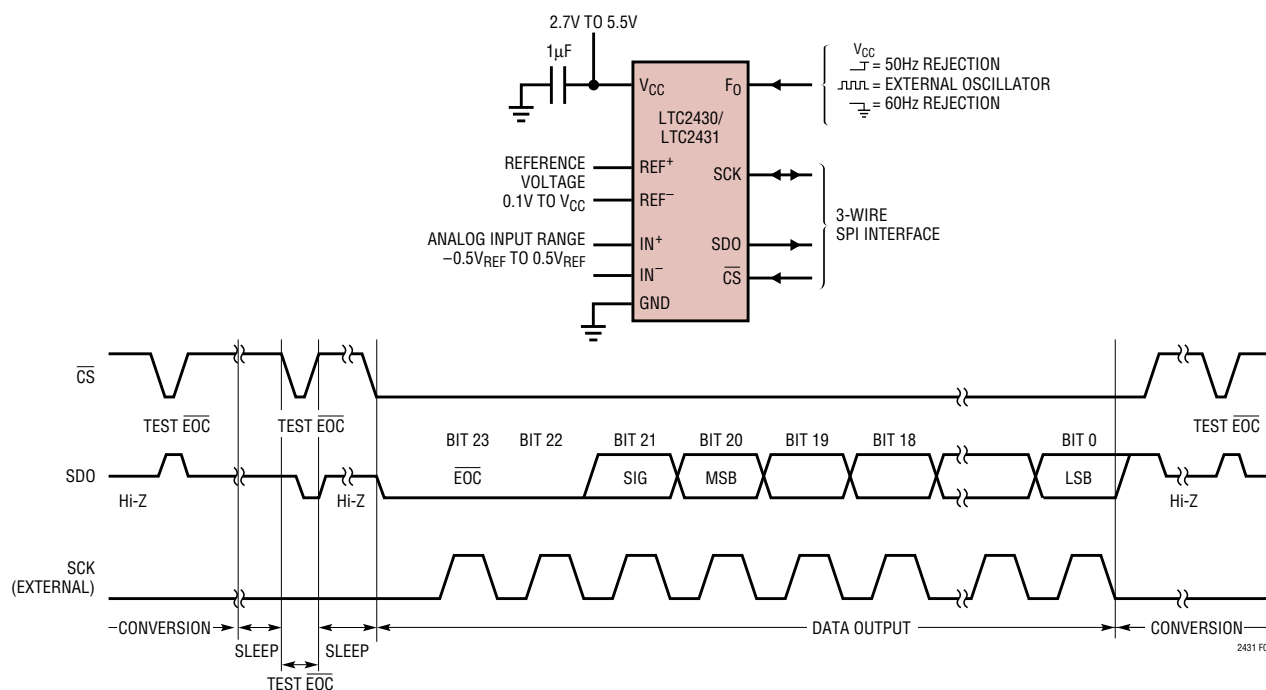 2.7V TO 5.5V
1µF
VCC
FO
LTC2430/
LTC2431
REF+
SCK
REF–
IN+
SDO
IN–
CS
GND
REFERENCE
VOLTAGE
0.1V TO VCC
ANALOG INPUT RANGE
–0.5VREF TO 0.5VREF
VCC
= 50Hz REJECTION
= EXTERNAL OSCILLATOR
= 60Hz REJECTION
3-WIRE
SPI INTERFACE
CS
TEST EOC
TEST EOC
TEST EOC
BIT 23
BIT 22
BIT 21
BIT 20
BIT 19
BIT 18
BIT 0
SDO
EOC
SIG
MSB
LSB
Hi-Z
Hi-Z
Hi-Z
SCK
(EXTERNAL)
CONVERSION
SLEEP
SLEEP
DATA OUTPUT
CONVERSION
TEST EOC
2431 F0